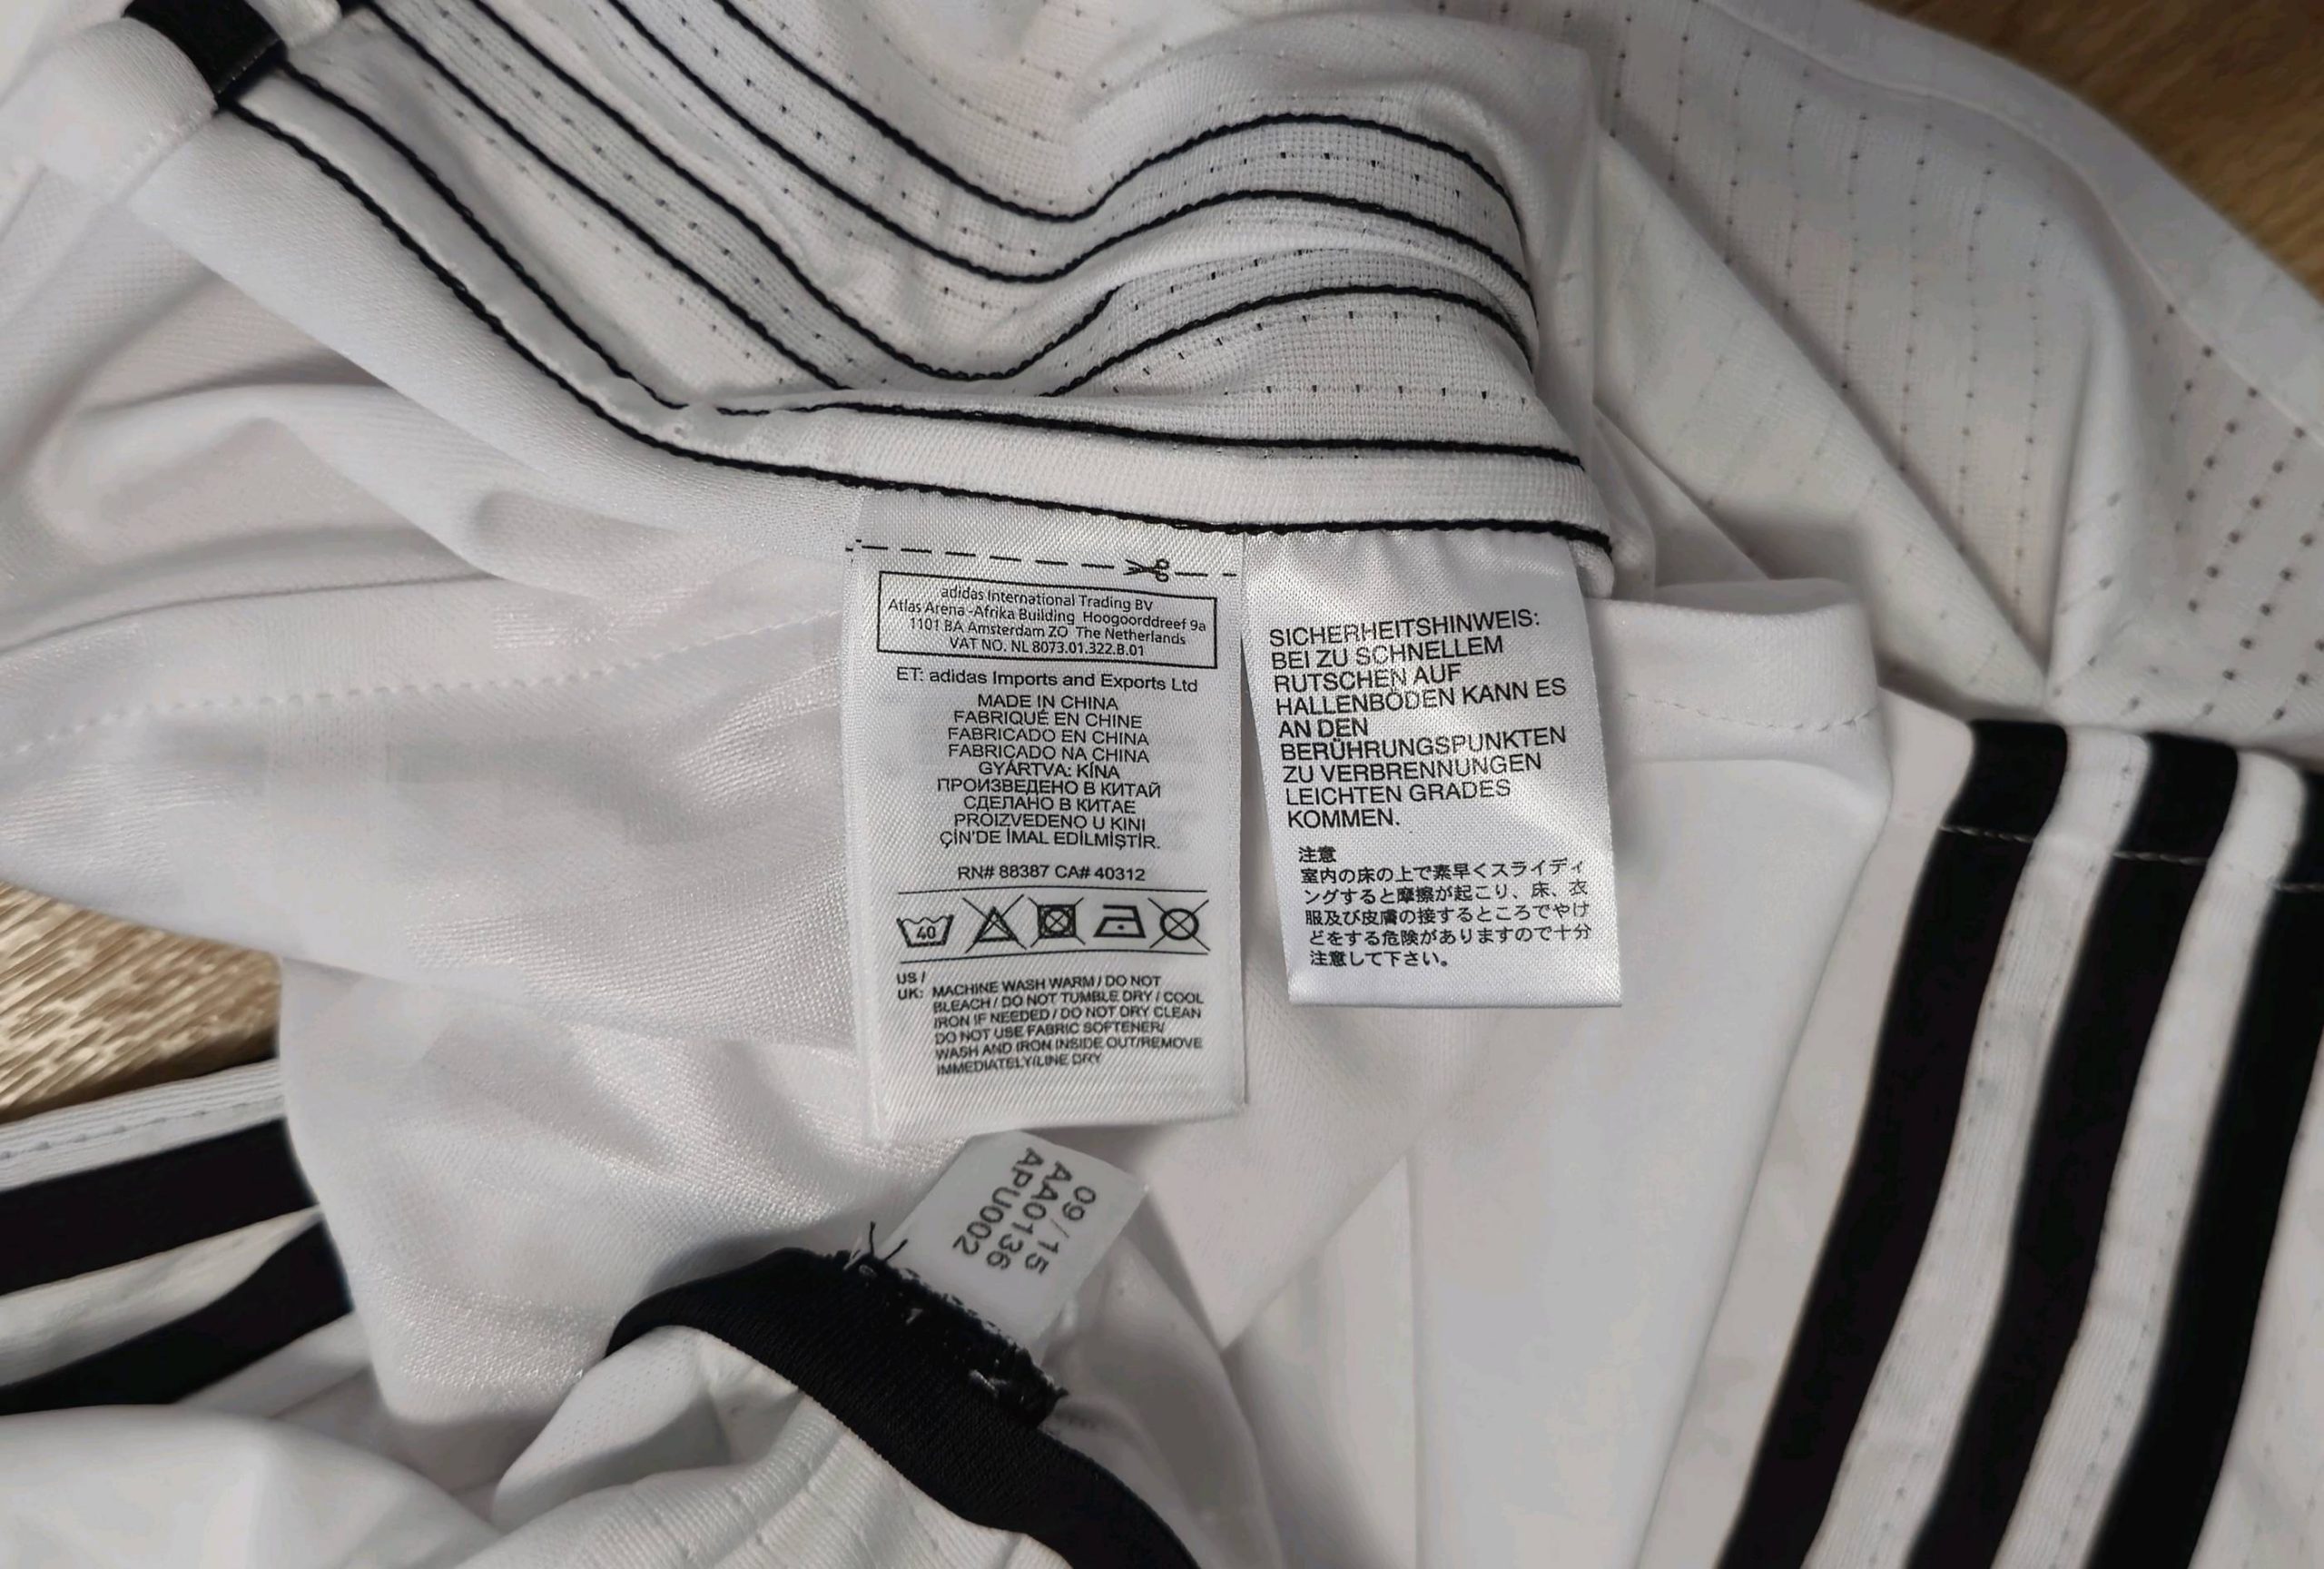 adidas International Trading BV
Atlas Arena -Afrika Building Hoogoorddreef 9a
1101 BA Amsterdam ZO The Netherlands
VAT NO. NL 8073.01.322.B.01
ET: adidas Imports and Exports Ltd
MADE IN CHINA
FABRIQUÉ EN CHINE
FABRICADO EN CHINA
FABRICADO NA CHINA
GYÁRTVA: KÍNA
ПРОИЗВЕДЕНО В КИТАЙ
СДЕЛАНО В КИТАЕ
PROIZVEDENO U KINI
ÇİN'DE İMAL EDİLMİŞTİR.
RN# 88387 CA# 40312
40
US /
UK: MACHINE WASH WARM / DO NOT
BLEACH / DO NOT TUMBLE DRY / COOL
IRON IF NEEDED / DO NOT DRY CLEAN
DO NOT USE FABRIC SOFTENER/
WASH AND IRON INSIDE OUT/REMOVE
IMMEDIATELY/LINE DRY
SICHERHEITSHINWEIS:
BEI ZU SCHNELLEM
RUTSCHEN AUF
HALLENBÖDEN KANN ES
AN DEN
BERÜHRUNGSPUNKTEN
ZU VERBRENNUNGEN
LEICHTEN GRADES
KOMMEN.
注意
室内の床の上で素早くスライディ
ングすると摩擦が起こり、床、衣
服及び皮膚の接するところでやけ
どをする危険がありますので十分
注意して下さい。
09/15
AA0136
APU002